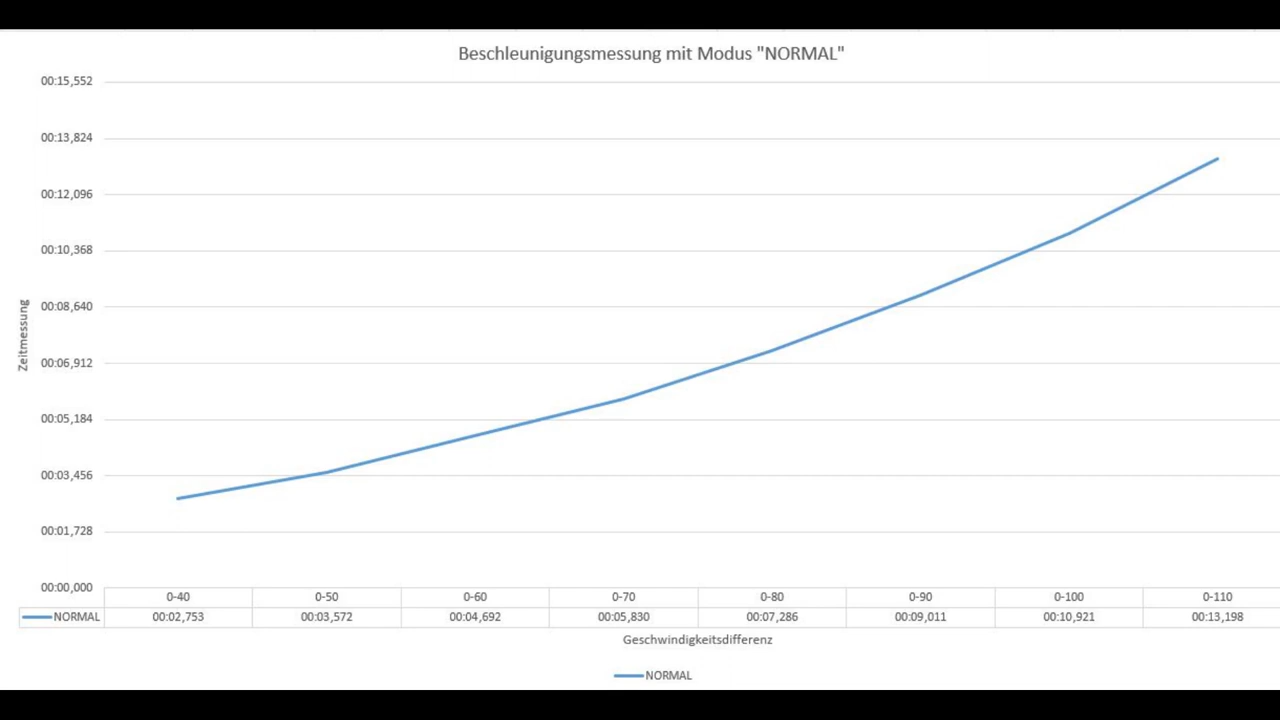 Beschleunigungsmessung mit Modus "NORMAL"
00:15,552
00:13,824
00:12,096
00:10,368
00:08,640
00:06,912
00:05,184
00:03,456
00:01,728
00:00,000
Zeitmessung
0-40 0-50 0-60 0-70 0-80 0-90 0-100 0-110
NORMAL 00:02,753 00:03,572 00:04,692 00:05,830 00:07,286 00:09,011 00:10,921 00:13,198
Geschwindigkeitsdifferenz
NORMAL